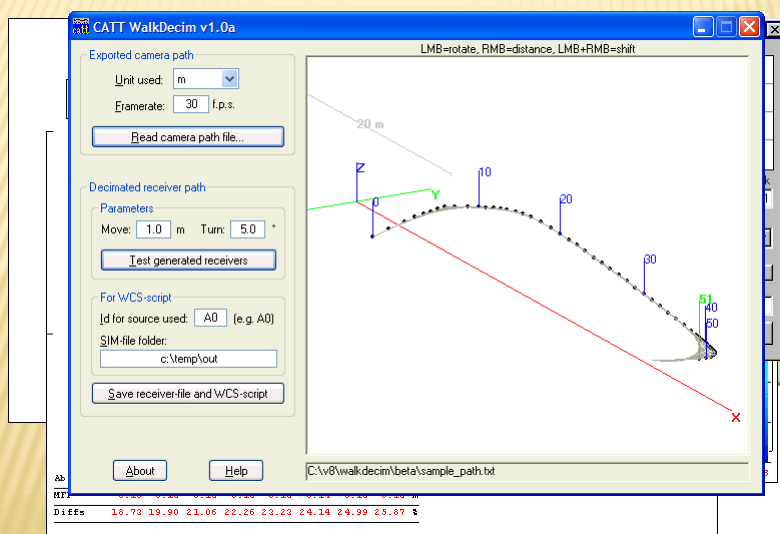 CATT WalkDecim v1.0a
Exported camera path
Unit used: m
Framerate: 30 f.p.s.
Read camera path file...
Decimated receiver path
Parameters
Move: 1.0 m Turn: 5.0 °
Test generated receivers
For WCS-script
Id for source used: A0 (e.g. A0)
SIM-file folder:
c:\temp\out
Save receiver-file and WCS-script
About Help
LMB=rotate, RMB=distance, LMB+RMB=shift
20 m
Z
Y
0
10
20
30
51
40
50
X
C:\v8\walkdecim\beta\sample_path.txt
Ab
Diffs 18.73 19.90 21.06 22.26 23.23 24.14 24.99 25.87 %